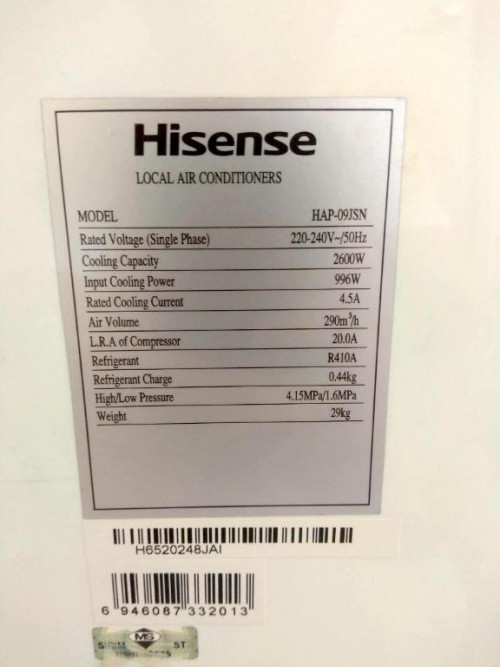 Hisense
LOCAL AIR CONDITIONERS
MODEL HAP-09JSN
Rated Voltage (Single Phase) 220-240V~/50Hz
Cooling Capacity 2600W
Input Cooling Power 996W
Rated Cooling Current 4.5A
Air Volume 290m³/h
L.R.A of Compressor 20.0A
Refrigerant R410A
Refrigerant Charge 0.44kg
High/Low Pressure 4.15MPa/1.6MPa
Weight 29kg
H6520248JAI
6 946087 332013
MS
ST